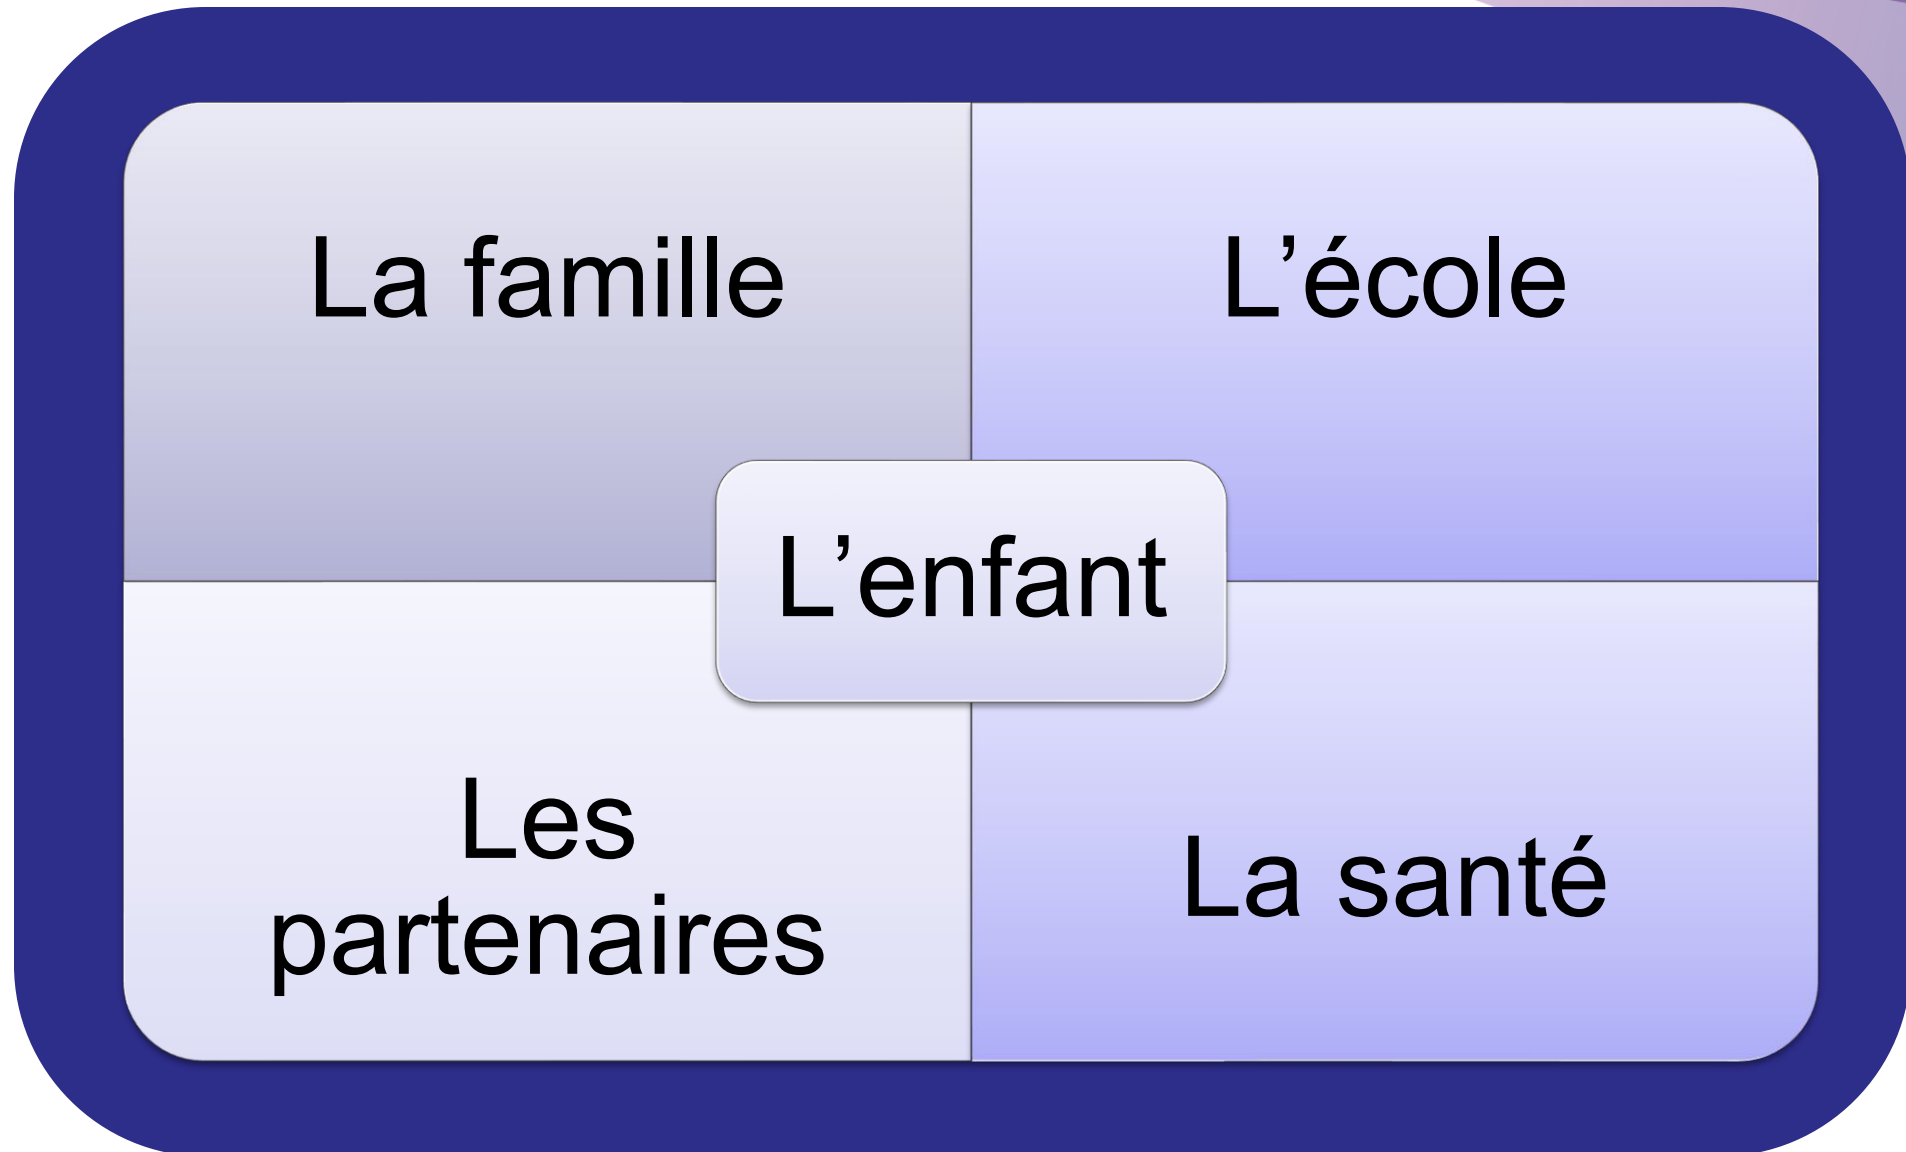 La famille
L’école
L’enfant
Les
partenaires
La santé